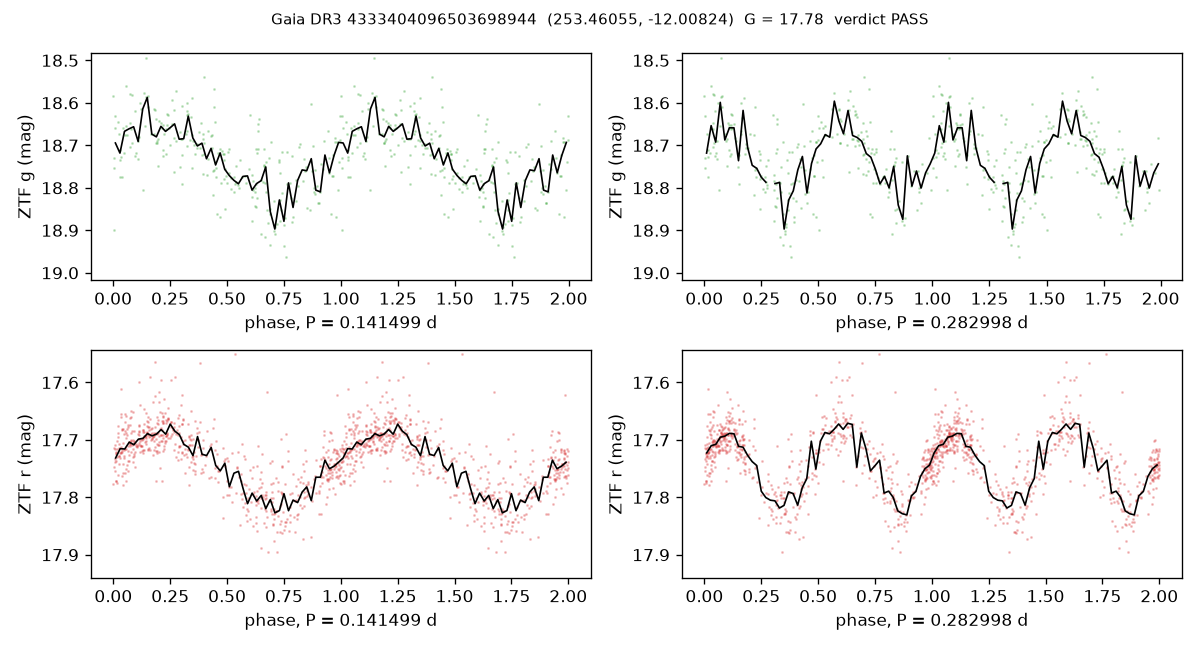 Gaia DR3 4333404096503698944 (253.46055, -12.00824) G = 17.78 verdict PASS
ZTF g (mag)
18.5
18.6
18.7
18.8
18.9
19.0
0.00 0.25 0.50 0.75 1.00 1.25 1.50 1.75 2.00
phase, P = 0.141499 d
ZTF g (mag)
18.5
18.6
18.7
18.8
18.9
19.0
0.00 0.25 0.50 0.75 1.00 1.25 1.50 1.75 2.00
phase, P = 0.282998 d
ZTF r (mag)
17.6
17.7
17.8
17.9
0.00 0.25 0.50 0.75 1.00 1.25 1.50 1.75 2.00
phase, P = 0.141499 d
ZTF r (mag)
17.6
17.7
17.8
17.9
0.00 0.25 0.50 0.75 1.00 1.25 1.50 1.75 2.00
phase, P = 0.282998 d